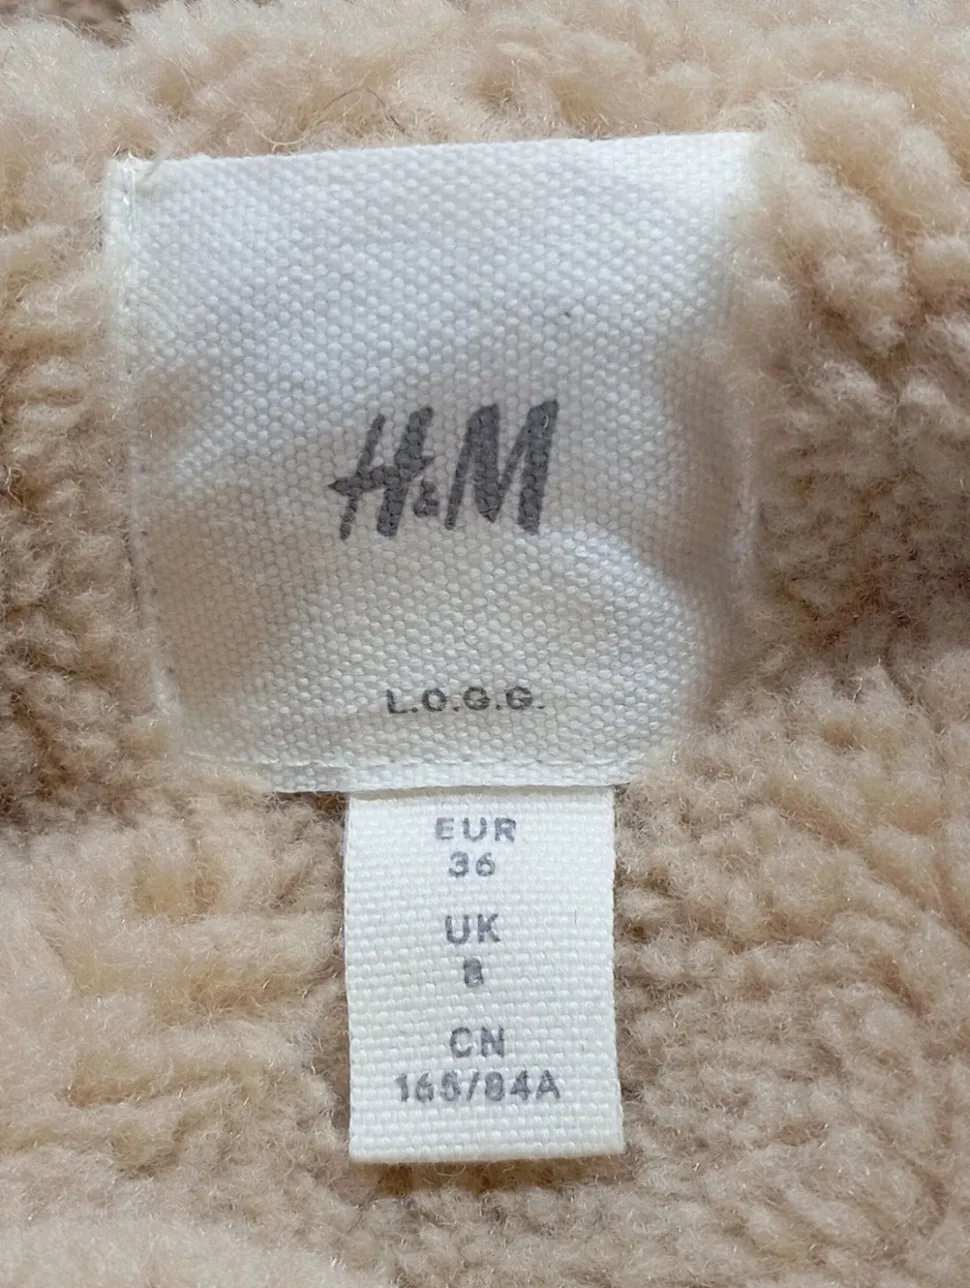 H&M
L.O.G.G.
EUR
36
UK
8
CN
165/84A